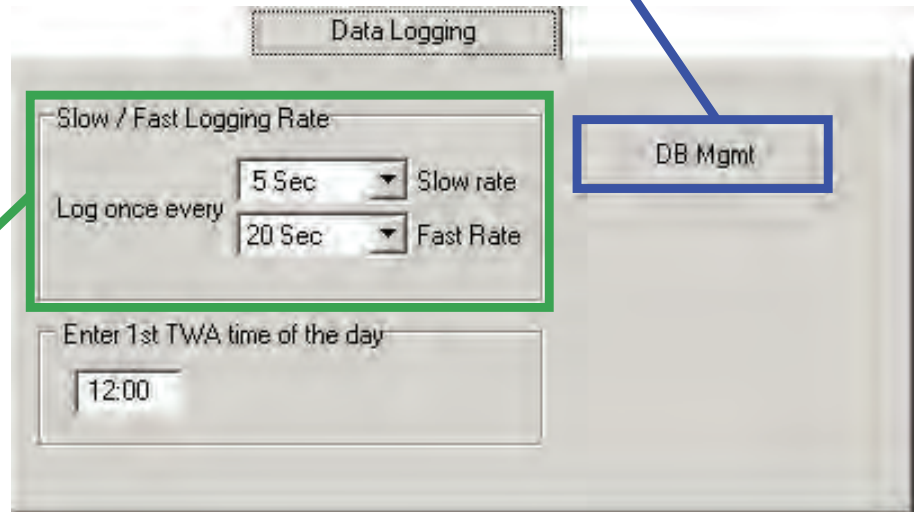 Data Logging
Slow / Fast Logging Rate
DB Mgmt
5 Sec Slow rate
Log once every
20 Sec Fast Rate
Enter 1st TWA time of the day
12:00